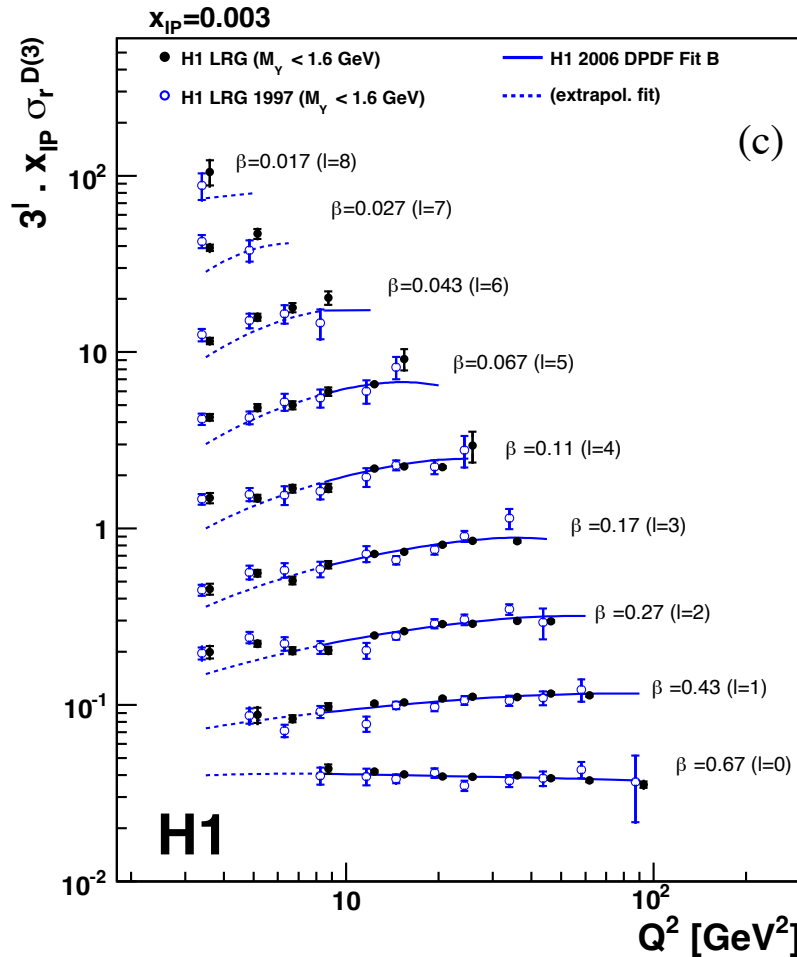 x_IP=0.003
H1 LRG (M_Y < 1.6 GeV)
H1 2006 DPDF Fit B
H1 LRG 1997 (M_Y < 1.6 GeV)
(extrapol. fit)
(c)
3^l · x_IP σ_r^D(3)
β=0.017 (l=8)
β=0.027 (l=7)
β=0.043 (l=6)
β=0.067 (l=5)
β=0.11 (l=4)
β=0.17 (l=3)
β=0.27 (l=2)
β=0.43 (l=1)
β=0.67 (l=0)
10^2
10
1
10^-1
10^-2
H1
10
10^2
Q^2 [GeV^2]